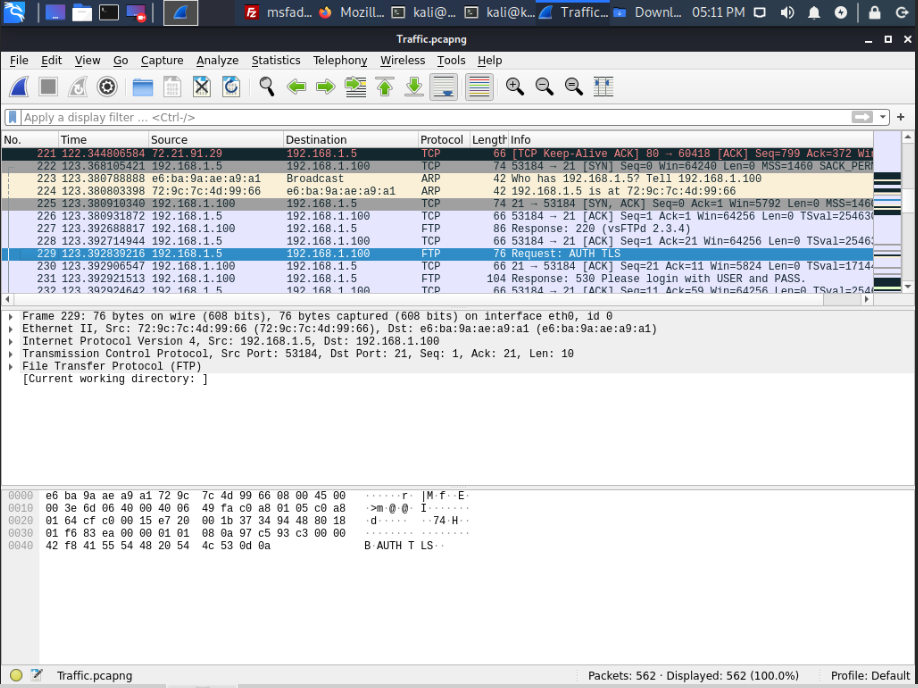 msfad... Mozill... kali@... kali@k... Traffic... Downl... 05:11 PM
Traffic.pcapng
File Edit View Go Capture Analyze Statistics Telephony Wireless Tools Help
Apply a display filter ... <Ctrl-/>
No. Time Source Destination Protocol Length Info
221 122.344806584 72.21.91.29 192.168.1.5 TCP 66 [TCP Keep-Alive ACK] 80 → 60418 [ACK] Seq=799 Ack=372 Win
222 123.368105421 192.168.1.5 192.168.1.100 TCP 74 53184 → 21 [SYN] Seq=0 Win=64240 Len=0 MSS=1460 SACK_PERM
223 123.380788888 e6:ba:9a:ae:a9:a1 Broadcast ARP 42 Who has 192.168.1.5? Tell 192.168.1.100
224 123.380803398 72:9c:7c:4d:99:66 e6:ba:9a:ae:a9:a1 ARP 42 192.168.1.5 is at 72:9c:7c:4d:99:66
225 123.380910340 192.168.1.100 192.168.1.5 TCP 74 21 → 53184 [SYN, ACK] Seq=0 Ack=1 Win=5792 Len=0 MSS=1460
226 123.380931872 192.168.1.5 192.168.1.100 TCP 66 53184 → 21 [ACK] Seq=1 Ack=1 Win=64256 Len=0 TSval=25463
227 123.392688817 192.168.1.100 192.168.1.5 FTP 86 Response: 220 (vsFTPd 2.3.4)
228 123.392714944 192.168.1.5 192.168.1.100 TCP 66 53184 → 21 [ACK] Seq=1 Ack=21 Win=64256 Len=0 TSval=2546
229 123.392839216 192.168.1.5 192.168.1.100 FTP 76 Request: AUTH TLS
230 123.392906547 192.168.1.100 192.168.1.5 TCP 66 21 → 53184 [ACK] Seq=21 Ack=11 Win=5824 Len=0 TSval=17144
231 123.392921513 192.168.1.100 192.168.1.5 FTP 104 Response: 530 Please login with USER and PASS.
232 123.392924642 192.168.1.5 192.168.1.100 TCP 66 53184 → 21 [ACK] Seq=11 Ack=59 Win=64256 Len=0 TSval=254
Frame 229: 76 bytes on wire (608 bits), 76 bytes captured (608 bits) on interface eth0, id 0
Ethernet II, Src: 72:9c:7c:4d:99:66 (72:9c:7c:4d:99:66), Dst: e6:ba:9a:ae:a9:a1 (e6:ba:9a:ae:a9:a1)
Internet Protocol Version 4, Src: 192.168.1.5, Dst: 192.168.1.100
Transmission Control Protocol, Src Port: 53184, Dst Port: 21, Seq: 1, Ack: 21, Len: 10
File Transfer Protocol (FTP)
[Current working directory: ]
0000 e6 ba 9a ae a9 a1 72 9c 7c 4d 99 66 08 00 45 00 ······r· |M·f··E·
0010 00 3e 6d 06 40 00 40 06 49 fa c0 a8 01 05 c0 a8 ·>m·@·@· I·······
0020 01 64 cf c0 00 15 e7 20 00 1b 37 34 94 48 80 18 ·d····· ··74·H··
0030 01 f6 83 ea 00 00 01 01 08 0a 97 c5 93 c3 00 00 ········ ········
0040 42 f8 41 55 54 48 20 54 4c 53 0d 0a B·AUTH T LS··
Traffic.pcapng Packets: 562 · Displayed: 562 (100.0%) Profile: Default